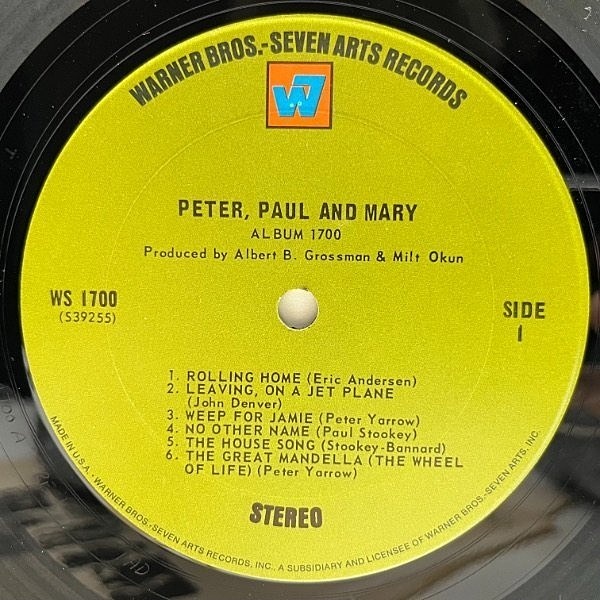 WARNER BROS.-SEVEN ARTS RECORDS
W7
PETER, PAUL AND MARY
ALBUM 1700
Produced by Albert B. Grossman & Milt Okun
WS 1700
(S39255)
SIDE
1
1. ROLLING HOME (Eric Andersen)
2. LEAVING, ON A JET PLANE
(John Denver)
3. WEEP FOR JAMIE (Peter Yarrow)
4. NO OTHER NAME (Paul Stookey)
5. THE HOUSE SONG (Stookey-Bannard)
6. THE GREAT MANDELLA (THE WHEEL
OF LIFE) (Peter Yarrow)
STEREO
MADE IN U.S.A. · WARNER BROS.-SEVEN ARTS RECORDS, INC., A SUBSIDIARY AND LICENSEE OF WARNER BROS.-SEVEN ARTS, INC.